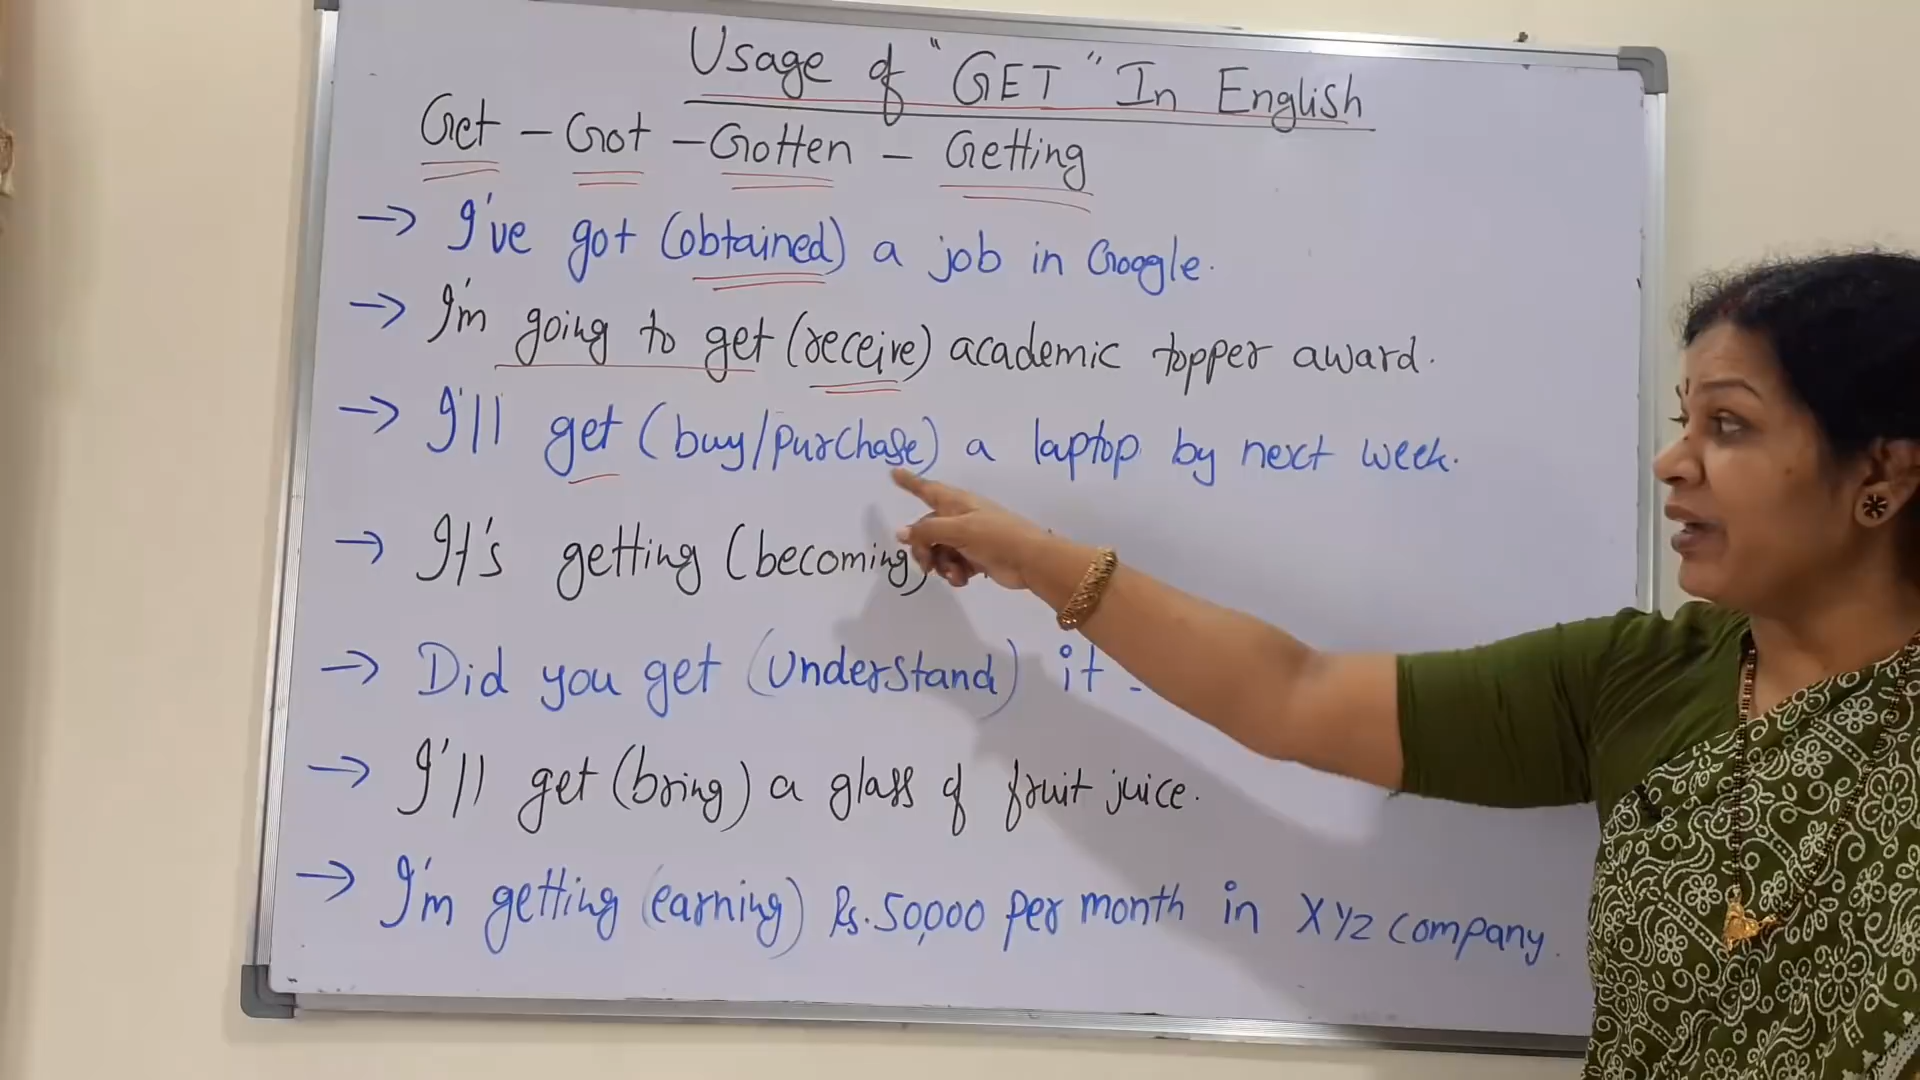 Usage of "GET" In English
Get - Got - Gotten - Getting
→ I've got (obtained) a job in Google.
→ I'm going to get (receive) academic topper award.
→ I'll get (buy/purchase) a laptop by next week.
→ It's getting (becoming)
→ Did you get (understand) it -
→ I'll get (bring) a glass of fruit juice.
→ I'm getting (earning) Rs. 50,000 per month in XYZ company.